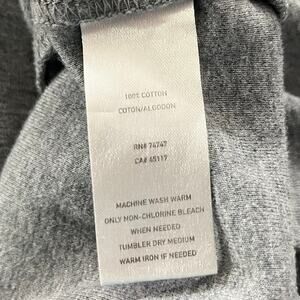 100% COTTON
COTON/ALGODON
RN# 74747
CA# 45117
MACHINE WASH WARM
ONLY NON-CHLORINE BLEACH
WHEN NEEDED
TUMBLER DRY MEDIUM
WARM IRON IF NEEDED